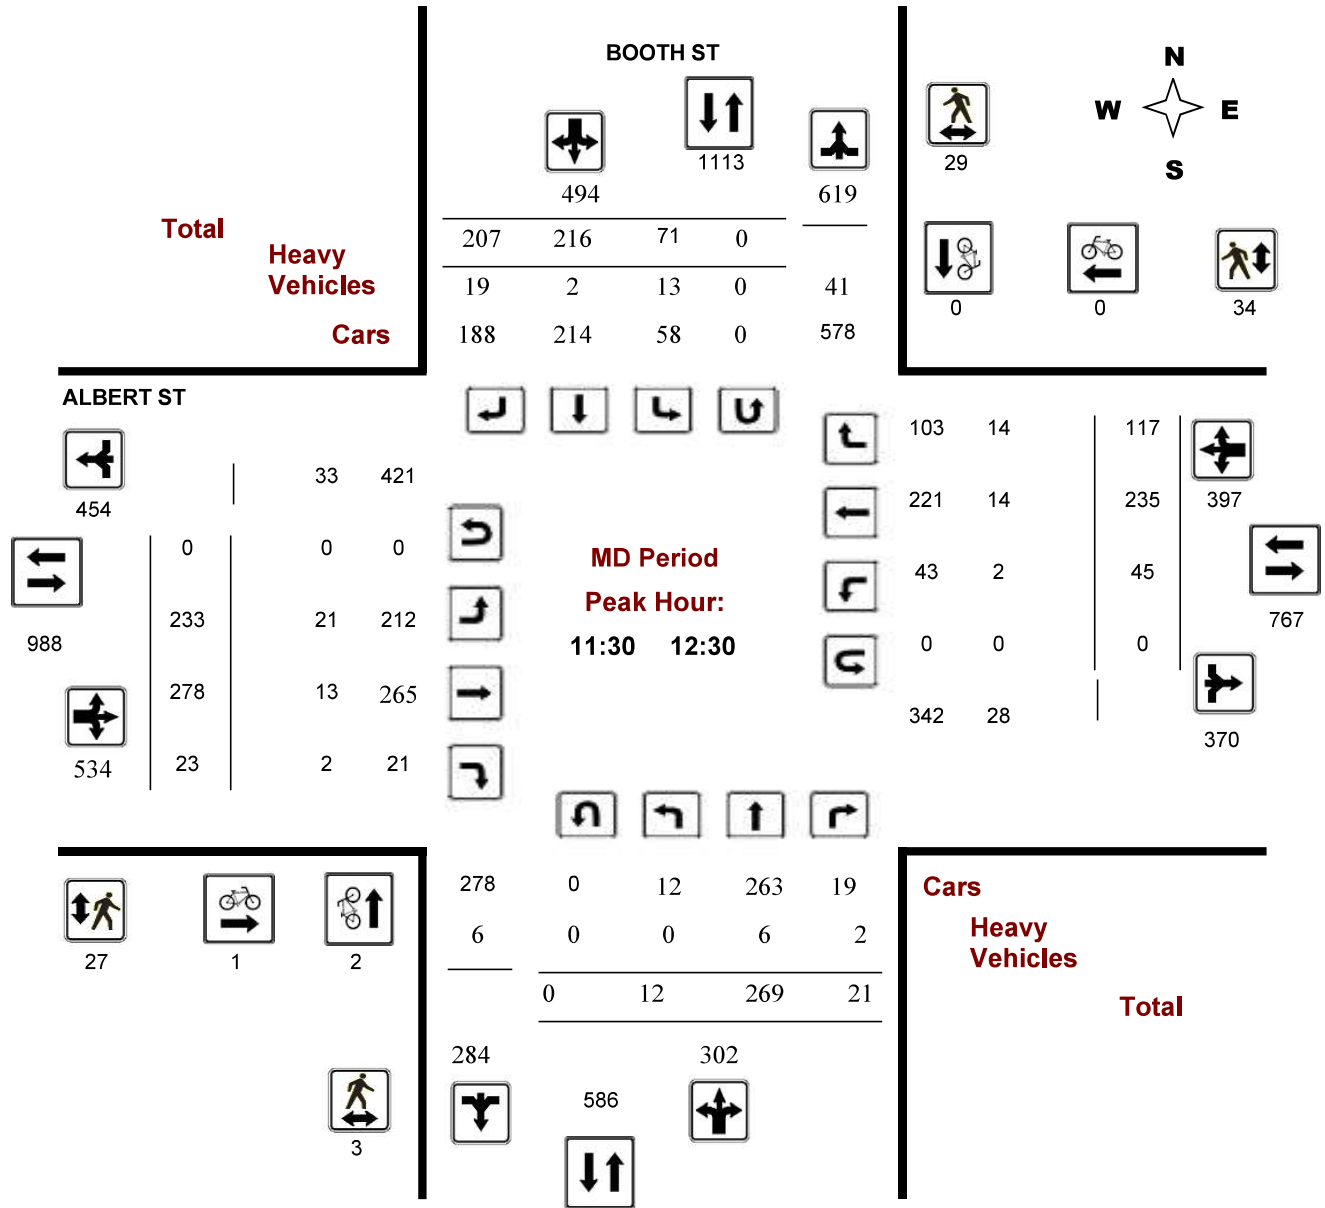 BOOTH ST
N
W E
S
1113
29
494 619
Total
207 216 71 0
Heavy
Vehicles
19 2 13 0 41
0 0 34
Cars
188 214 58 0 578
ALBERT ST
103 14 117
33 421
454
221 14 235 397
0 0 0
MD Period
43 2 45
Peak Hour:
233 21 212
767
988
11:30 12:30
0 0 0
278 13 265
342 28
370
534 23 2 21
278 0 12 263 19
Cars
6 0 0 6 2
Heavy
Vehicles
27 1 2
0 12 269 21
Total
284 302
586
3